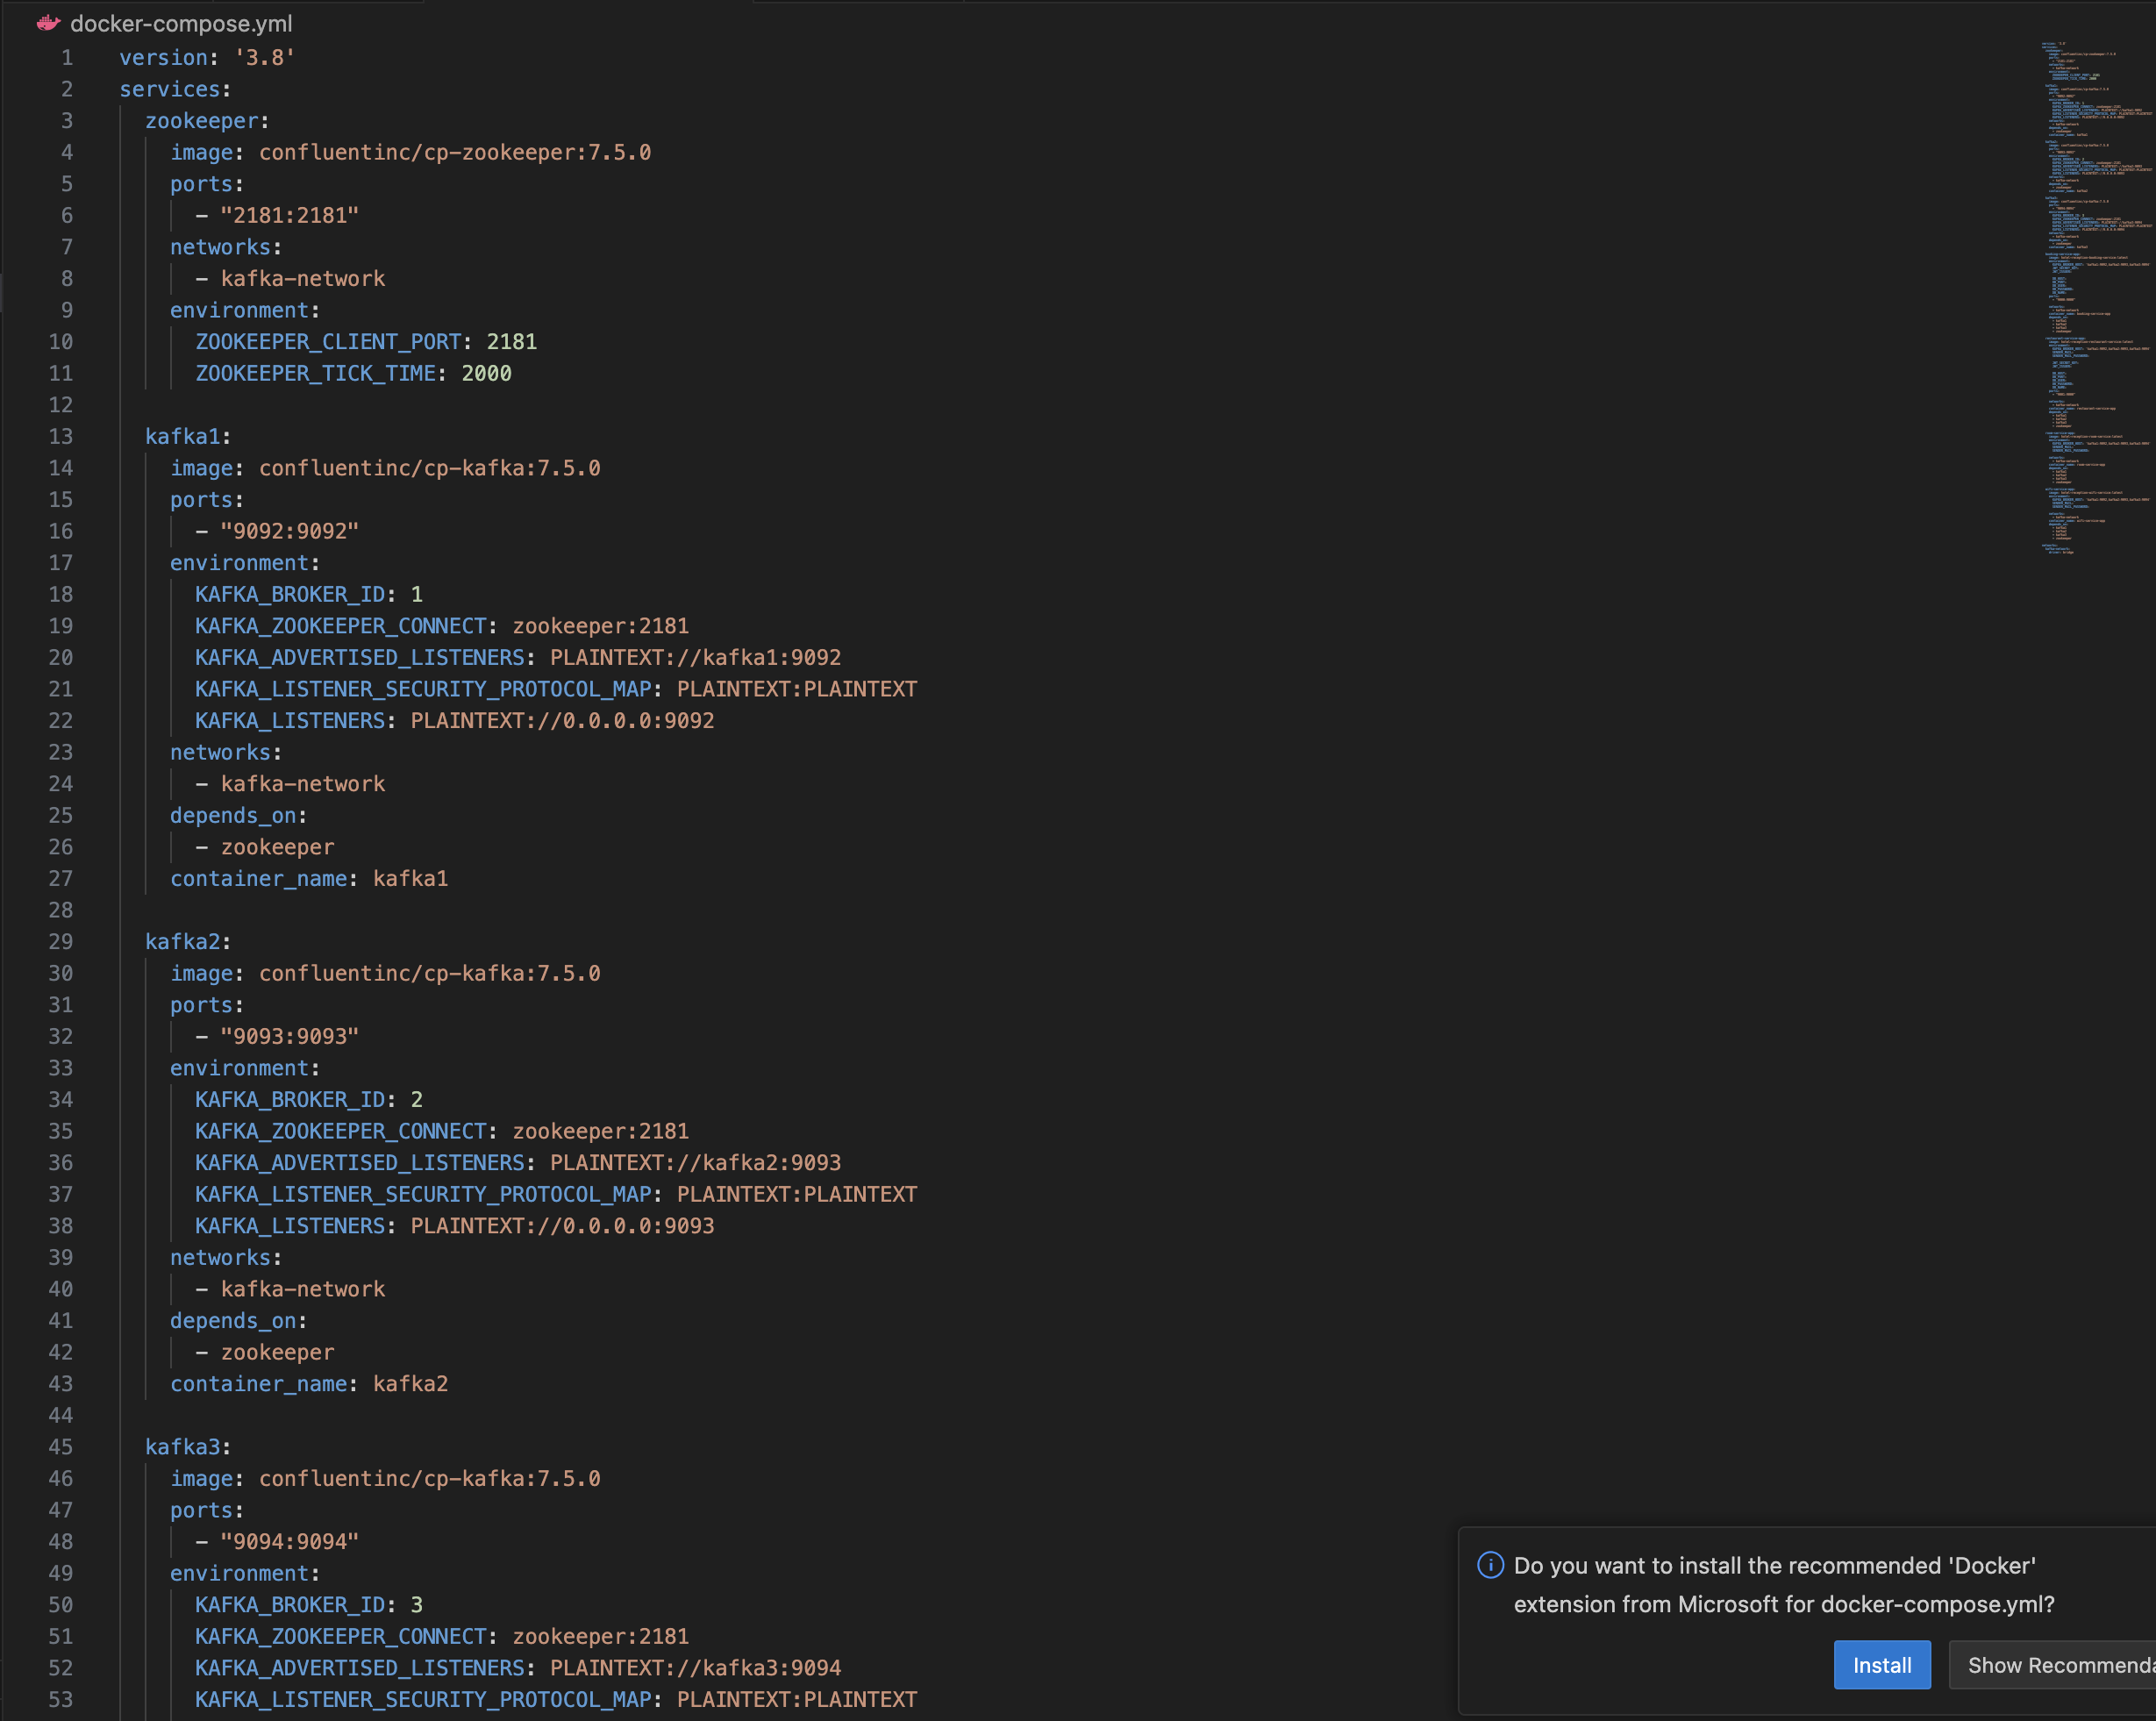 docker-compose.yml
1 version: '3.8'
2 services:
3 zookeeper:
4 image: confluentinc/cp-zookeeper:7.5.0
5 ports:
6 - "2181:2181"
7 networks:
8 - kafka-network
9 environment:
10 ZOOKEEPER_CLIENT_PORT: 2181
11 ZOOKEEPER_TICK_TIME: 2000
12
13 kafka1:
14 image: confluentinc/cp-kafka:7.5.0
15 ports:
16 - "9092:9092"
17 environment:
18 KAFKA_BROKER_ID: 1
19 KAFKA_ZOOKEEPER_CONNECT: zookeeper:2181
20 KAFKA_ADVERTISED_LISTENERS: PLAINTEXT://kafka1:9092
21 KAFKA_LISTENER_SECURITY_PROTOCOL_MAP: PLAINTEXT:PLAINTEXT
22 KAFKA_LISTENERS: PLAINTEXT://0.0.0.0:9092
23 networks:
24 - kafka-network
25 depends_on:
26 - zookeeper
27 container_name: kafka1
28
29 kafka2:
30 image: confluentinc/cp-kafka:7.5.0
31 ports:
32 - "9093:9093"
33 environment:
34 KAFKA_BROKER_ID: 2
35 KAFKA_ZOOKEEPER_CONNECT: zookeeper:2181
36 KAFKA_ADVERTISED_LISTENERS: PLAINTEXT://kafka2:9093
37 KAFKA_LISTENER_SECURITY_PROTOCOL_MAP: PLAINTEXT:PLAINTEXT
38 KAFKA_LISTENERS: PLAINTEXT://0.0.0.0:9093
39 networks:
40 - kafka-network
41 depends_on:
42 - zookeeper
43 container_name: kafka2
44
45 kafka3:
46 image: confluentinc/cp-kafka:7.5.0
47 ports:
48 - "9094:9094"
49 environment:
50 KAFKA_BROKER_ID: 3
51 KAFKA_ZOOKEEPER_CONNECT: zookeeper:2181
52 KAFKA_ADVERTISED_LISTENERS: PLAINTEXT://kafka3:9094
53 KAFKA_LISTENER_SECURITY_PROTOCOL_MAP: PLAINTEXT:PLAINTEXT
Do you want to install the recommended 'Docker'
extension from Microsoft for docker-compose.yml?
Install
Show Recommenda